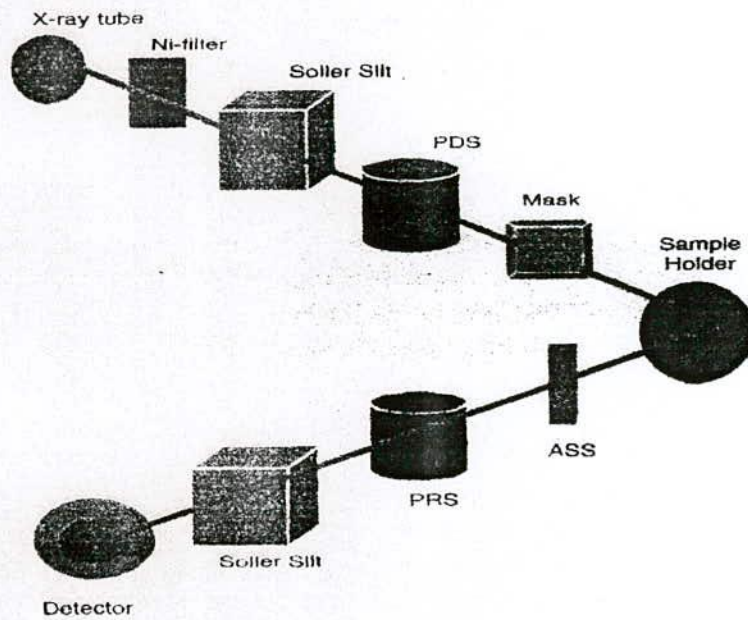 X-ray tube
Ni-filter
Soller Slit
PDS
Mask
Sample
Holder
ASS
PRS
Soller Slit
Detector